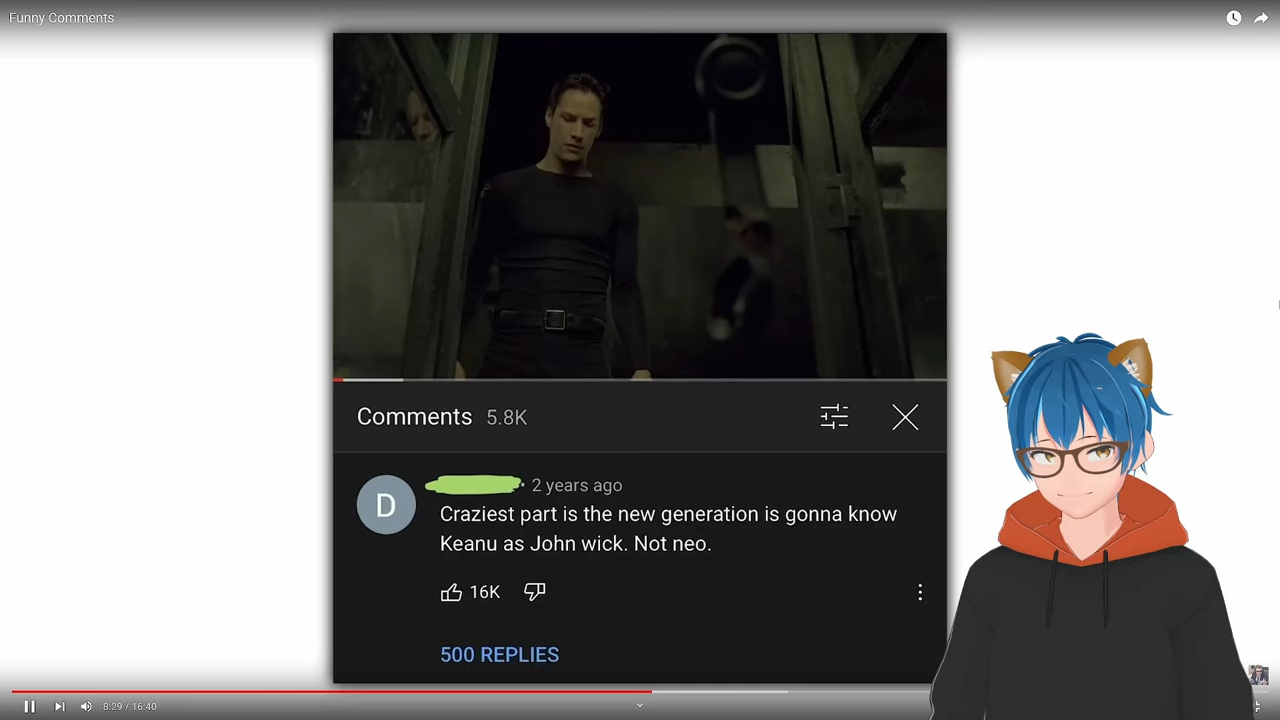 Funny Comments
Comments 5.8K
D
2 years ago
Craziest part is the new generation is gonna know
Keanu as John wick. Not neo.
16K
500 REPLIES
8:29 / 16:40